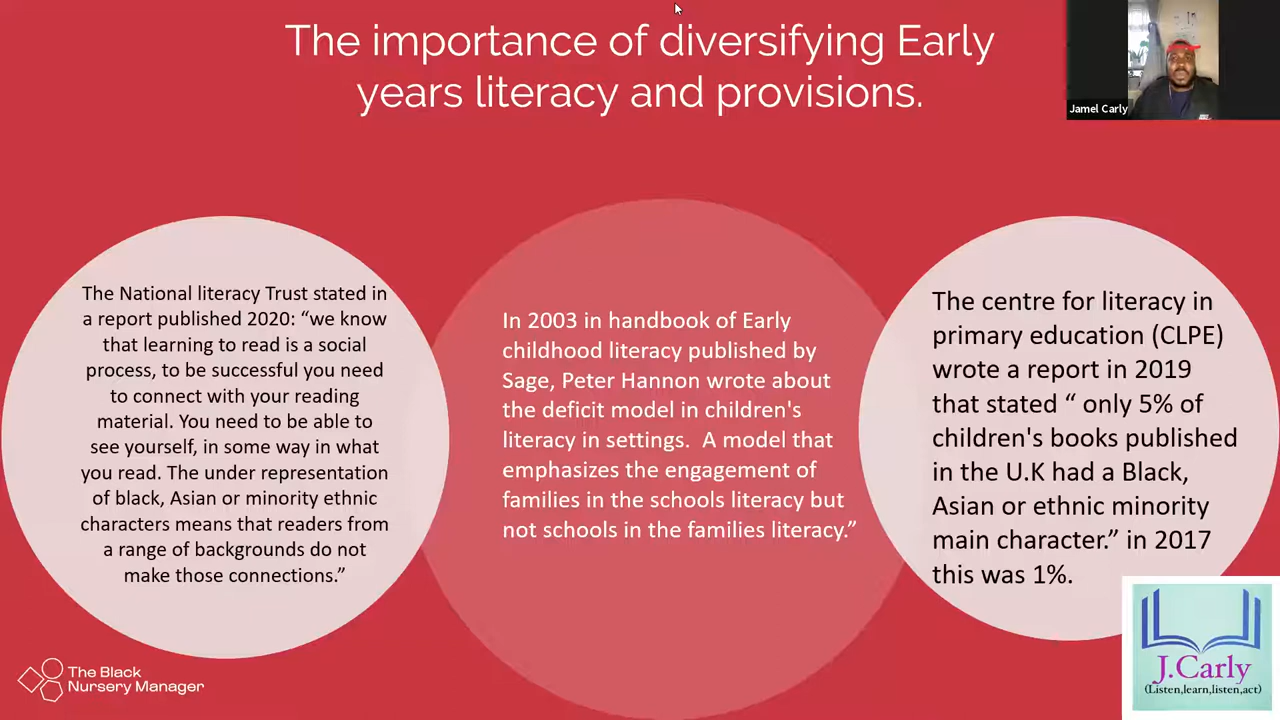 The importance of diversifying Early
years literacy and provisions.
Jamel Carly
The National literacy Trust stated in
a report published 2020: “we know
that learning to read is a social
process, to be successful you need
to connect with your reading
material. You need to be able to
see yourself, in some way in what
you read. The under representation
of black, Asian or minority ethnic
characters means that readers from
a range of backgrounds do not
make those connections.”
In 2003 in handbook of Early
childhood literacy published by
Sage, Peter Hannon wrote about
the deficit model in children's
literacy in settings.  A model that
emphasizes the engagement of
families in the schools literacy but
not schools in the families literacy.”
The centre for literacy in
primary education (CLPE)
wrote a report in 2019
that stated “ only 5% of
children's books published
in the U.K had a Black,
Asian or ethnic minority
main character.” in 2017
this was 1%.
The Black
Nursery Manager
J.Carly
(Listen,learn,listen,act)